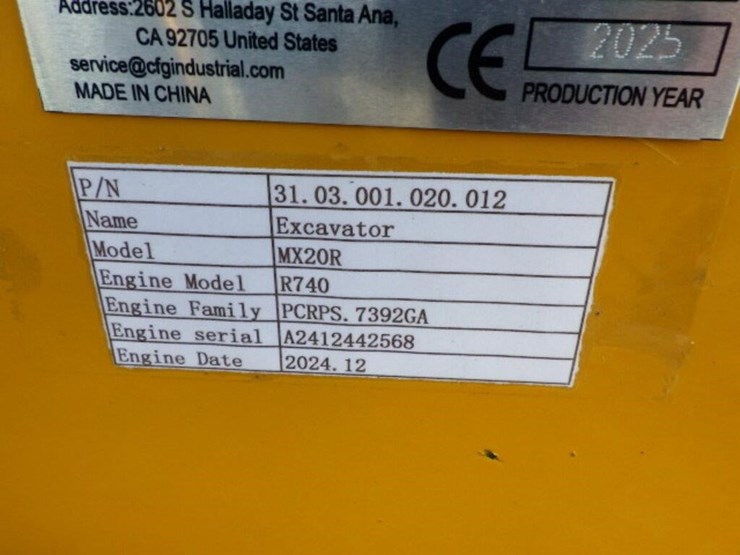 Address:2602 S Halladay St Santa Ana,
CA 92705 United States
service@cfgindustrial.com
MADE IN CHINA
CE
2025
PRODUCTION YEAR
P/N 31.03.001.020.012
Name Excavator
Model MX20R
Engine Model R740
Engine Family PCRPS.7392GA
Engine serial A2412442568
Engine Date 2024.12